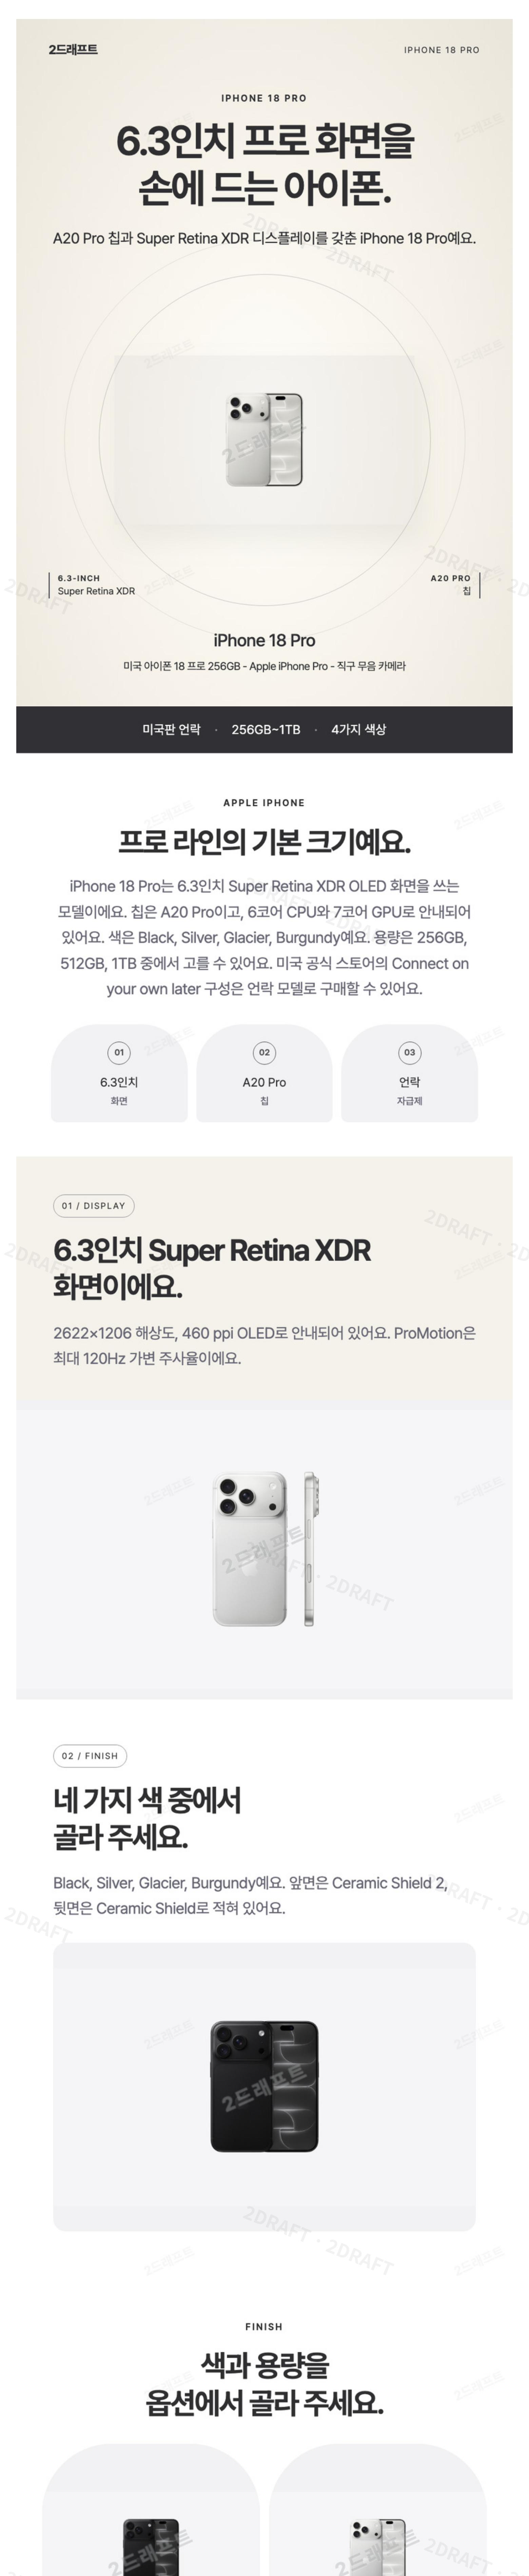 2드래프트
IPHONE 18 PRO
IPHONE 18 PRO
6.3인치 프로 화면을
손에 드는 아이폰.
A20 Pro 칩과 Super Retina XDR 디스플레이를 갖춘 iPhone 18 Pro예요.
6.3-INCH
Super Retina XDR
A20 PRO
칩
iPhone 18 Pro
미국 아이폰 18 프로 256GB - Apple iPhone Pro - 직구 무음 카메라
미국판 언락 · 256GB~1TB · 4가지 색상
APPLE IPHONE
프로 라인의 기본 크기예요.
iPhone 18 Pro는 6.3인치 Super Retina XDR OLED 화면을 쓰는
모델이에요. 칩은 A20 Pro이고, 6코어 CPU와 7코어 GPU로 안내되어
있어요. 색은 Black, Silver, Glacier, Burgundy예요. 용량은 256GB,
512GB, 1TB 중에서 고를 수 있어요. 미국 공식 스토어의 Connect on
your own later 구성은 언락 모델로 구매할 수 있어요.
01
6.3인치
화면
02
A20 Pro
칩
03
언락
자급제
01 / DISPLAY
6.3인치 Super Retina XDR
화면이에요.
2622×1206 해상도, 460 ppi OLED로 안내되어 있어요. ProMotion은
최대 120Hz 가변 주사율이에요.
02 / FINISH
네 가지 색 중에서
골라 주세요.
Black, Silver, Glacier, Burgundy예요. 앞면은 Ceramic Shield 2,
뒷면은 Ceramic Shield로 적혀 있어요.
FINISH
색과 용량을
옵션에서 골라 주세요.
2드래프트
2DRAFT · 2DRAFT